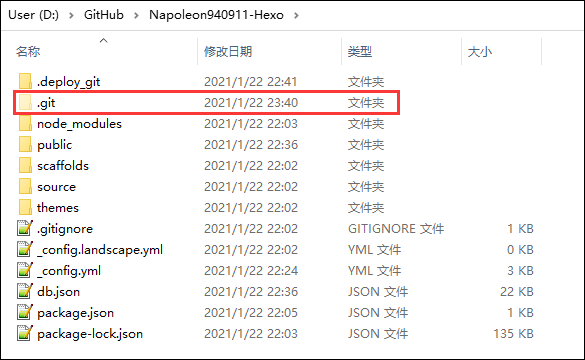 User (D:) > GitHub > Napoleon940911-Hexo >
名称 修改日期 类型 大小
.deploy_git 2021/1/22 22:41 文件夹
.git 2021/1/22 23:40 文件夹
node_modules 2021/1/22 22:03 文件夹
public 2021/1/22 22:36 文件夹
scaffolds 2021/1/22 22:02 文件夹
source 2021/1/22 22:02 文件夹
themes 2021/1/22 22:02 文件夹
.gitignore 2021/1/22 22:02 GITIGNORE 文件 1 KB
_config.landscape.yml 2021/1/22 22:02 YML 文件 0 KB
_config.yml 2021/1/22 22:24 YML 文件 3 KB
db.json 2021/1/22 22:36 JSON 文件 22 KB
package.json 2021/1/22 22:05 JSON 文件 1 KB
package-lock.json 2021/1/22 22:03 JSON 文件 135 KB